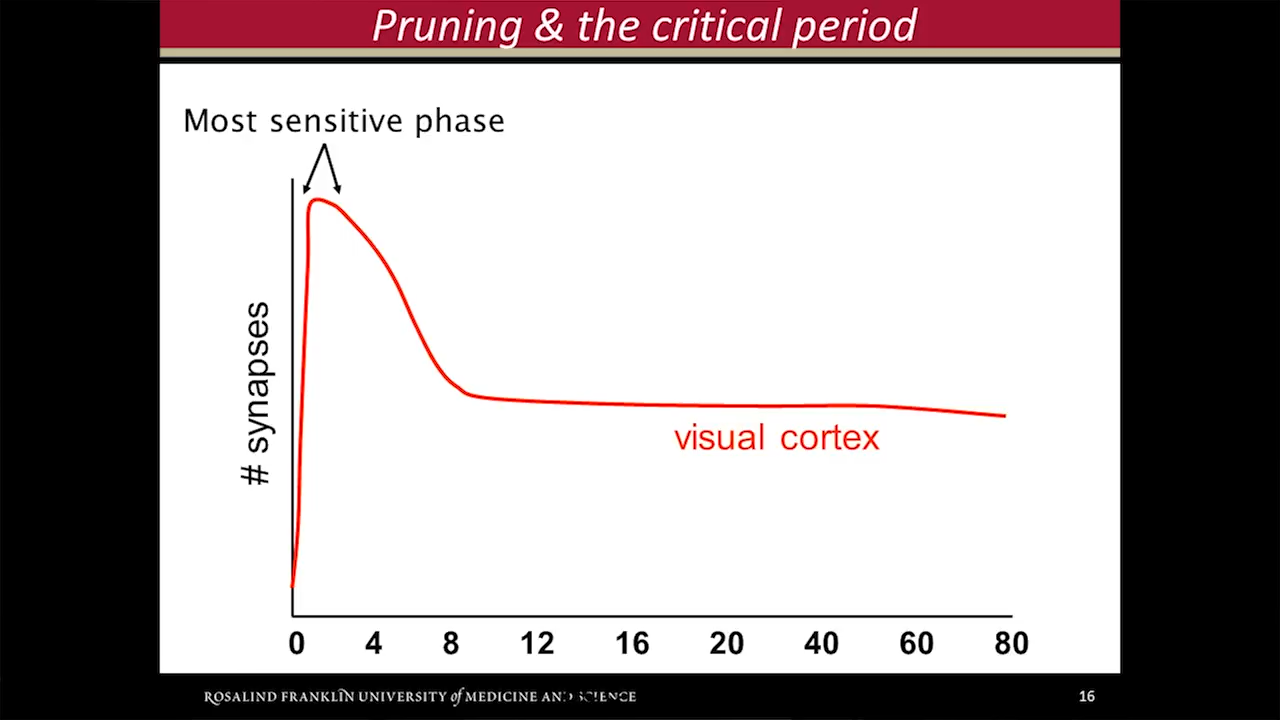 Pruning & the critical period
Most sensitive phase
# synapses
visual cortex
0 4 8 12 16 20 40 60 80
ROSALIND FRANKLIN UNIVERSITY of MEDICINE AND SCIENCE
16